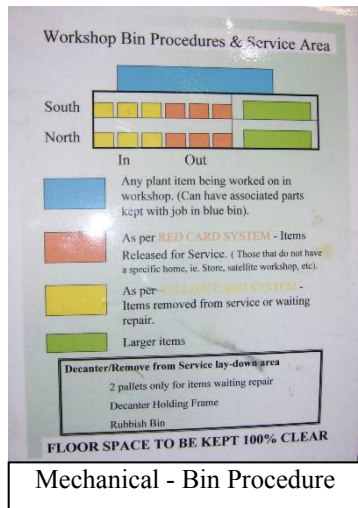 Workshop Bin Procedures & Service Area
South
North
In Out
Any plant item being worked on in
workshop. (Can have associated parts
kept with job in blue bin).
As per RED CARD SYSTEM - Items
Released for Service. ( Those that do not have
a specific home, ie. Store, satellite workshop, etc).
As per YELLOW CARD SYSTEM -
Items removed from service or waiting
repair.
Larger items
Decanter/Remove from Service lay-down area
2 pallets only for items waiting repair
Decanter Holding Frame
Rubbish Bin
FLOOR SPACE TO BE KEPT 100% CLEAR
Mechanical - Bin Procedure